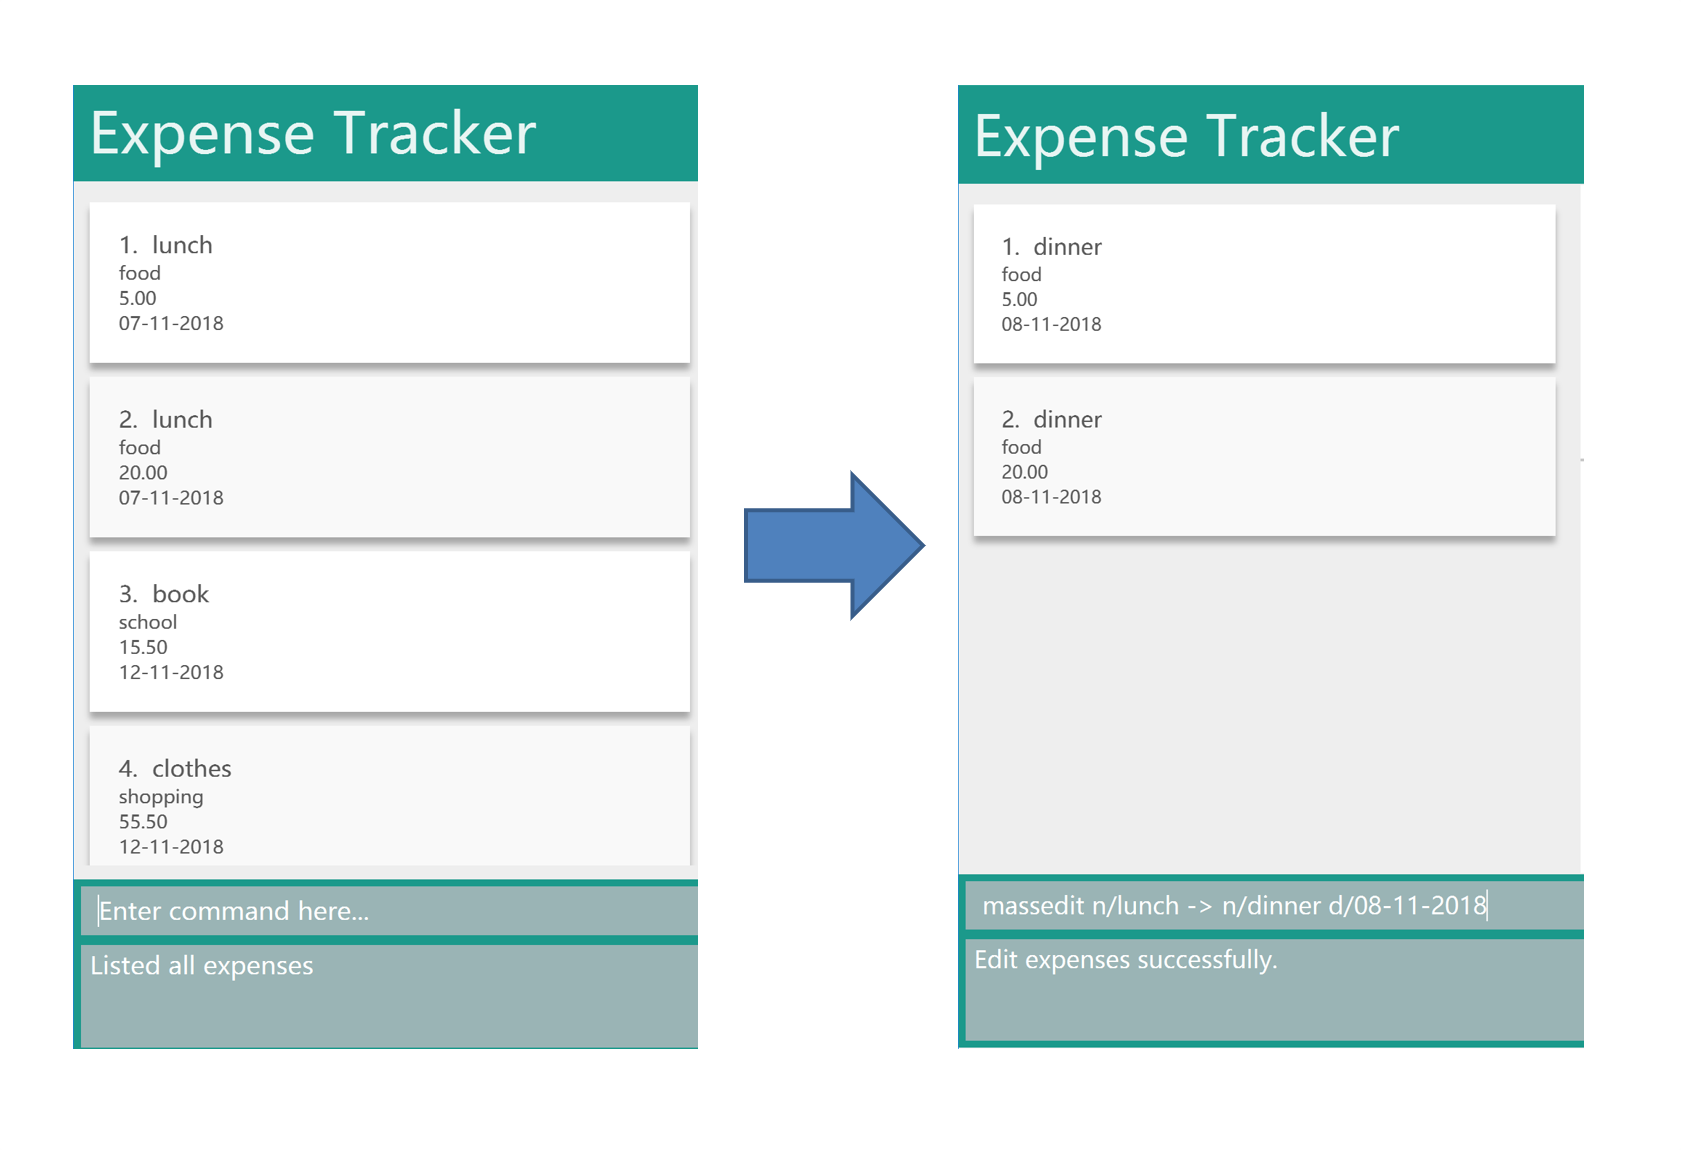 Expense Tracker
1. lunch
food
5.00
07-11-2018
2. lunch
food
20.00
07-11-2018
3. book
school
15.50
12-11-2018
4. clothes
shopping
55.50
12-11-2018
Enter command here...
Listed all expenses
Expense Tracker
1. dinner
food
5.00
08-11-2018
2. dinner
food
20.00
08-11-2018
massedit n/lunch -> n/dinner d/08-11-2018
Edit expenses successfully.